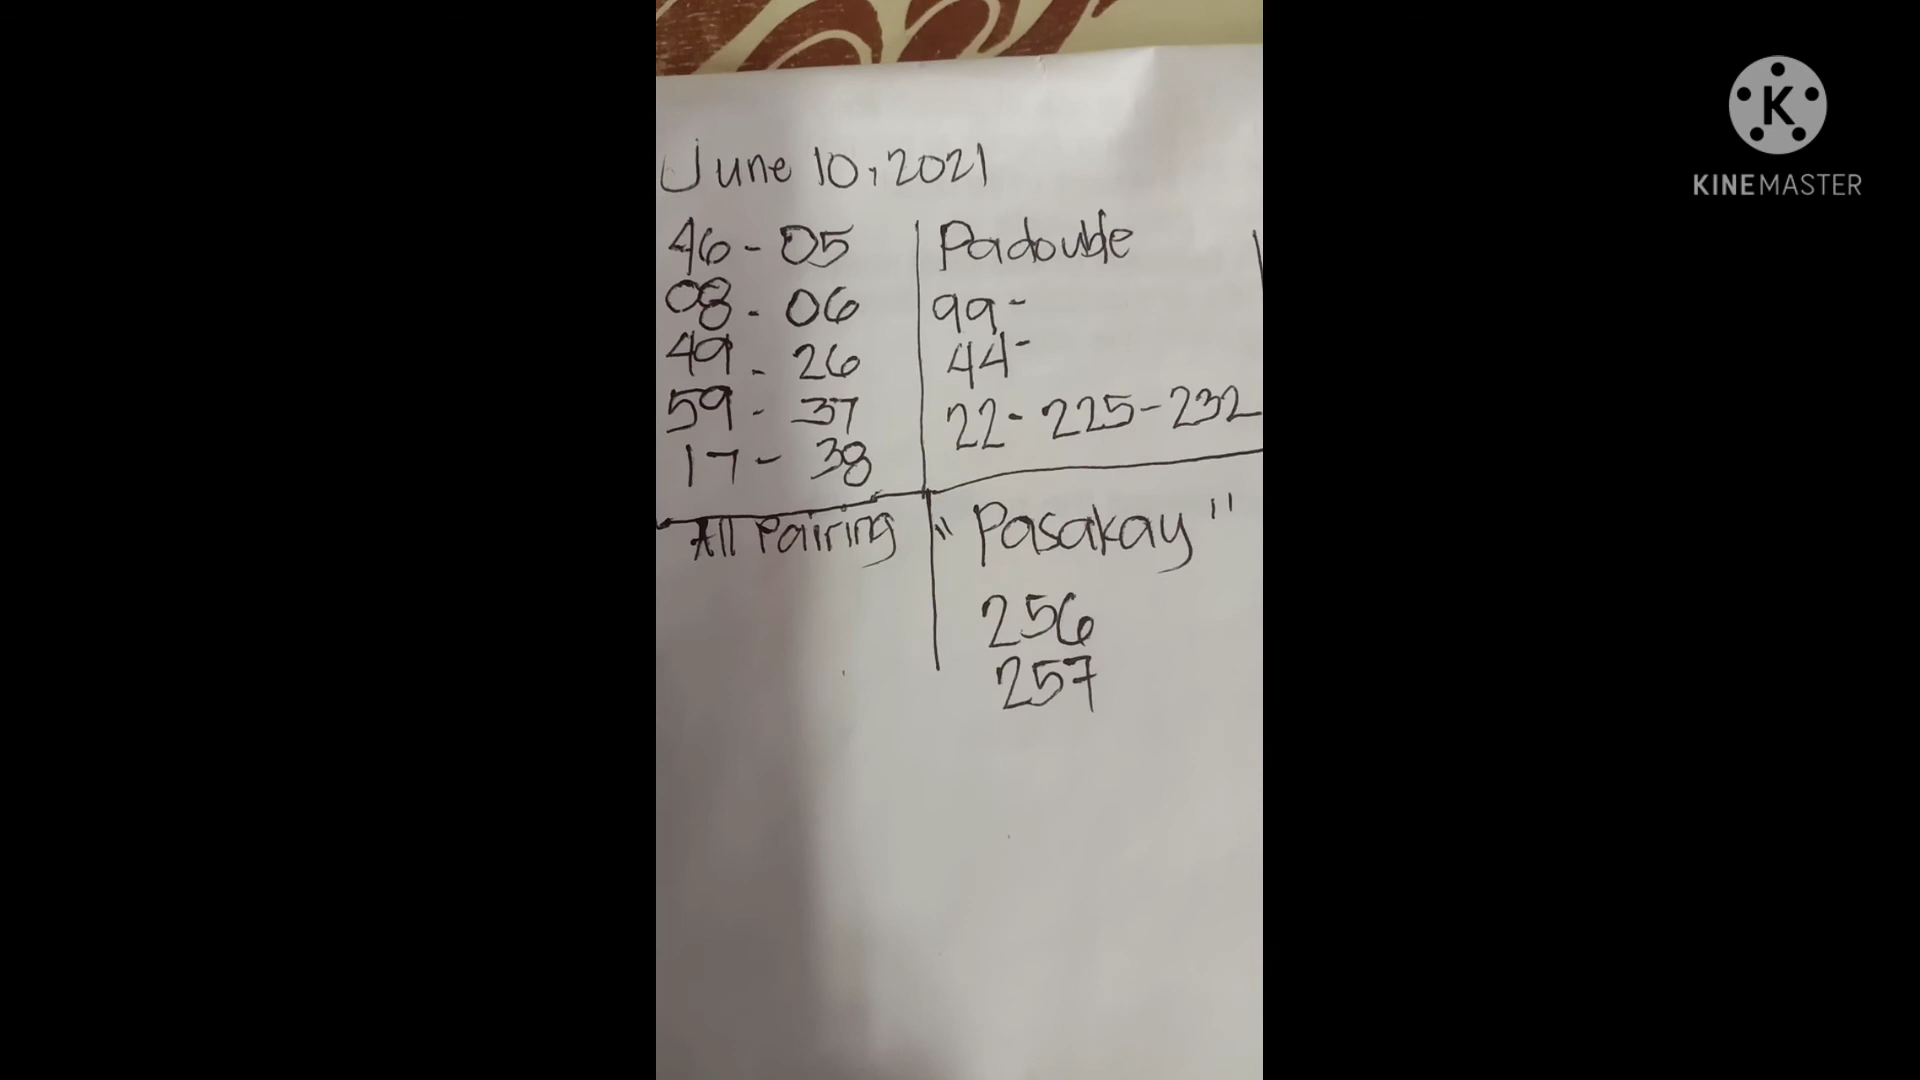 June 10, 2021
46 - 05
08 - 06
49 - 26
59 - 37
17 - 38
All Pairing
Padouble
99 -
44 -
22 - 225 - 232
"Pasakay"
256
257
K
KINEMASTER